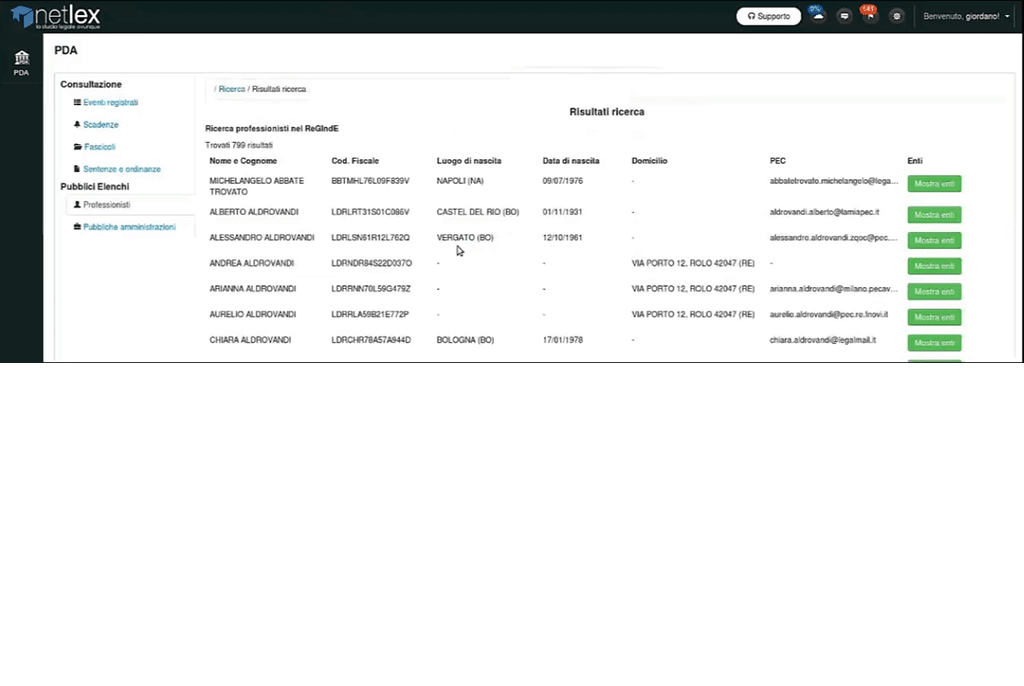 netlex
lo studio legale ovunque
Supporto
0%
541
Benvenuto, giordano!
PDA
PDA
Consultazione
Eventi registrati
Scadenze
Fascicoli
Sentenze e ordinanze
Pubblici Elenchi
Professionisti
Pubbliche amministrazioni
/ Ricerca / Risultati ricerca
Risultati ricerca
Ricerca professionisti nel ReGIndE
Trovati 799 risultati
Nome e Cognome Cod. Fiscale Luogo di nascita Data di nascita Domicilio PEC Enti
MICHELANGELO ABBATE BBTMHL76L09F839V NAPOLI (NA) 09/07/1976 - abbatetrovato.michelangelo@lega... Mostra enti
TROVATO
ALBERTO ALDROVANDI LDRLRT31S01C086V CASTEL DEL RIO (BO) 01/11/1931 - aldrovandi.alberto@lamiapec.it Mostra enti
ALESSANDRO ALDROVANDI LDRLSN61R12L762Q VERGATO (BO) 12/10/1961 - alessandro.aldrovandi.zqoc@pec.... Mostra enti
ANDREA ALDROVANDI LDRNDR84S22D037O - - VIA PORTO 12, ROLO 42047 (RE) - Mostra enti
ARIANNA ALDROVANDI LDRRNN70L59G479Z - - VIA PORTO 12, ROLO 42047 (RE) arianna.aldrovandi@milano.pecav... Mostra enti
AURELIO ALDROVANDI LDRRLA59B21E772P - - VIA PORTO 12, ROLO 42047 (RE) aurelio.aldrovandi@pec.re.fnovi.it Mostra enti
CHIARA ALDROVANDI LDRCHR78A57A944D BOLOGNA (BO) 17/01/1978 - chiara.aldrovandi@legalmail.it Mostra enti